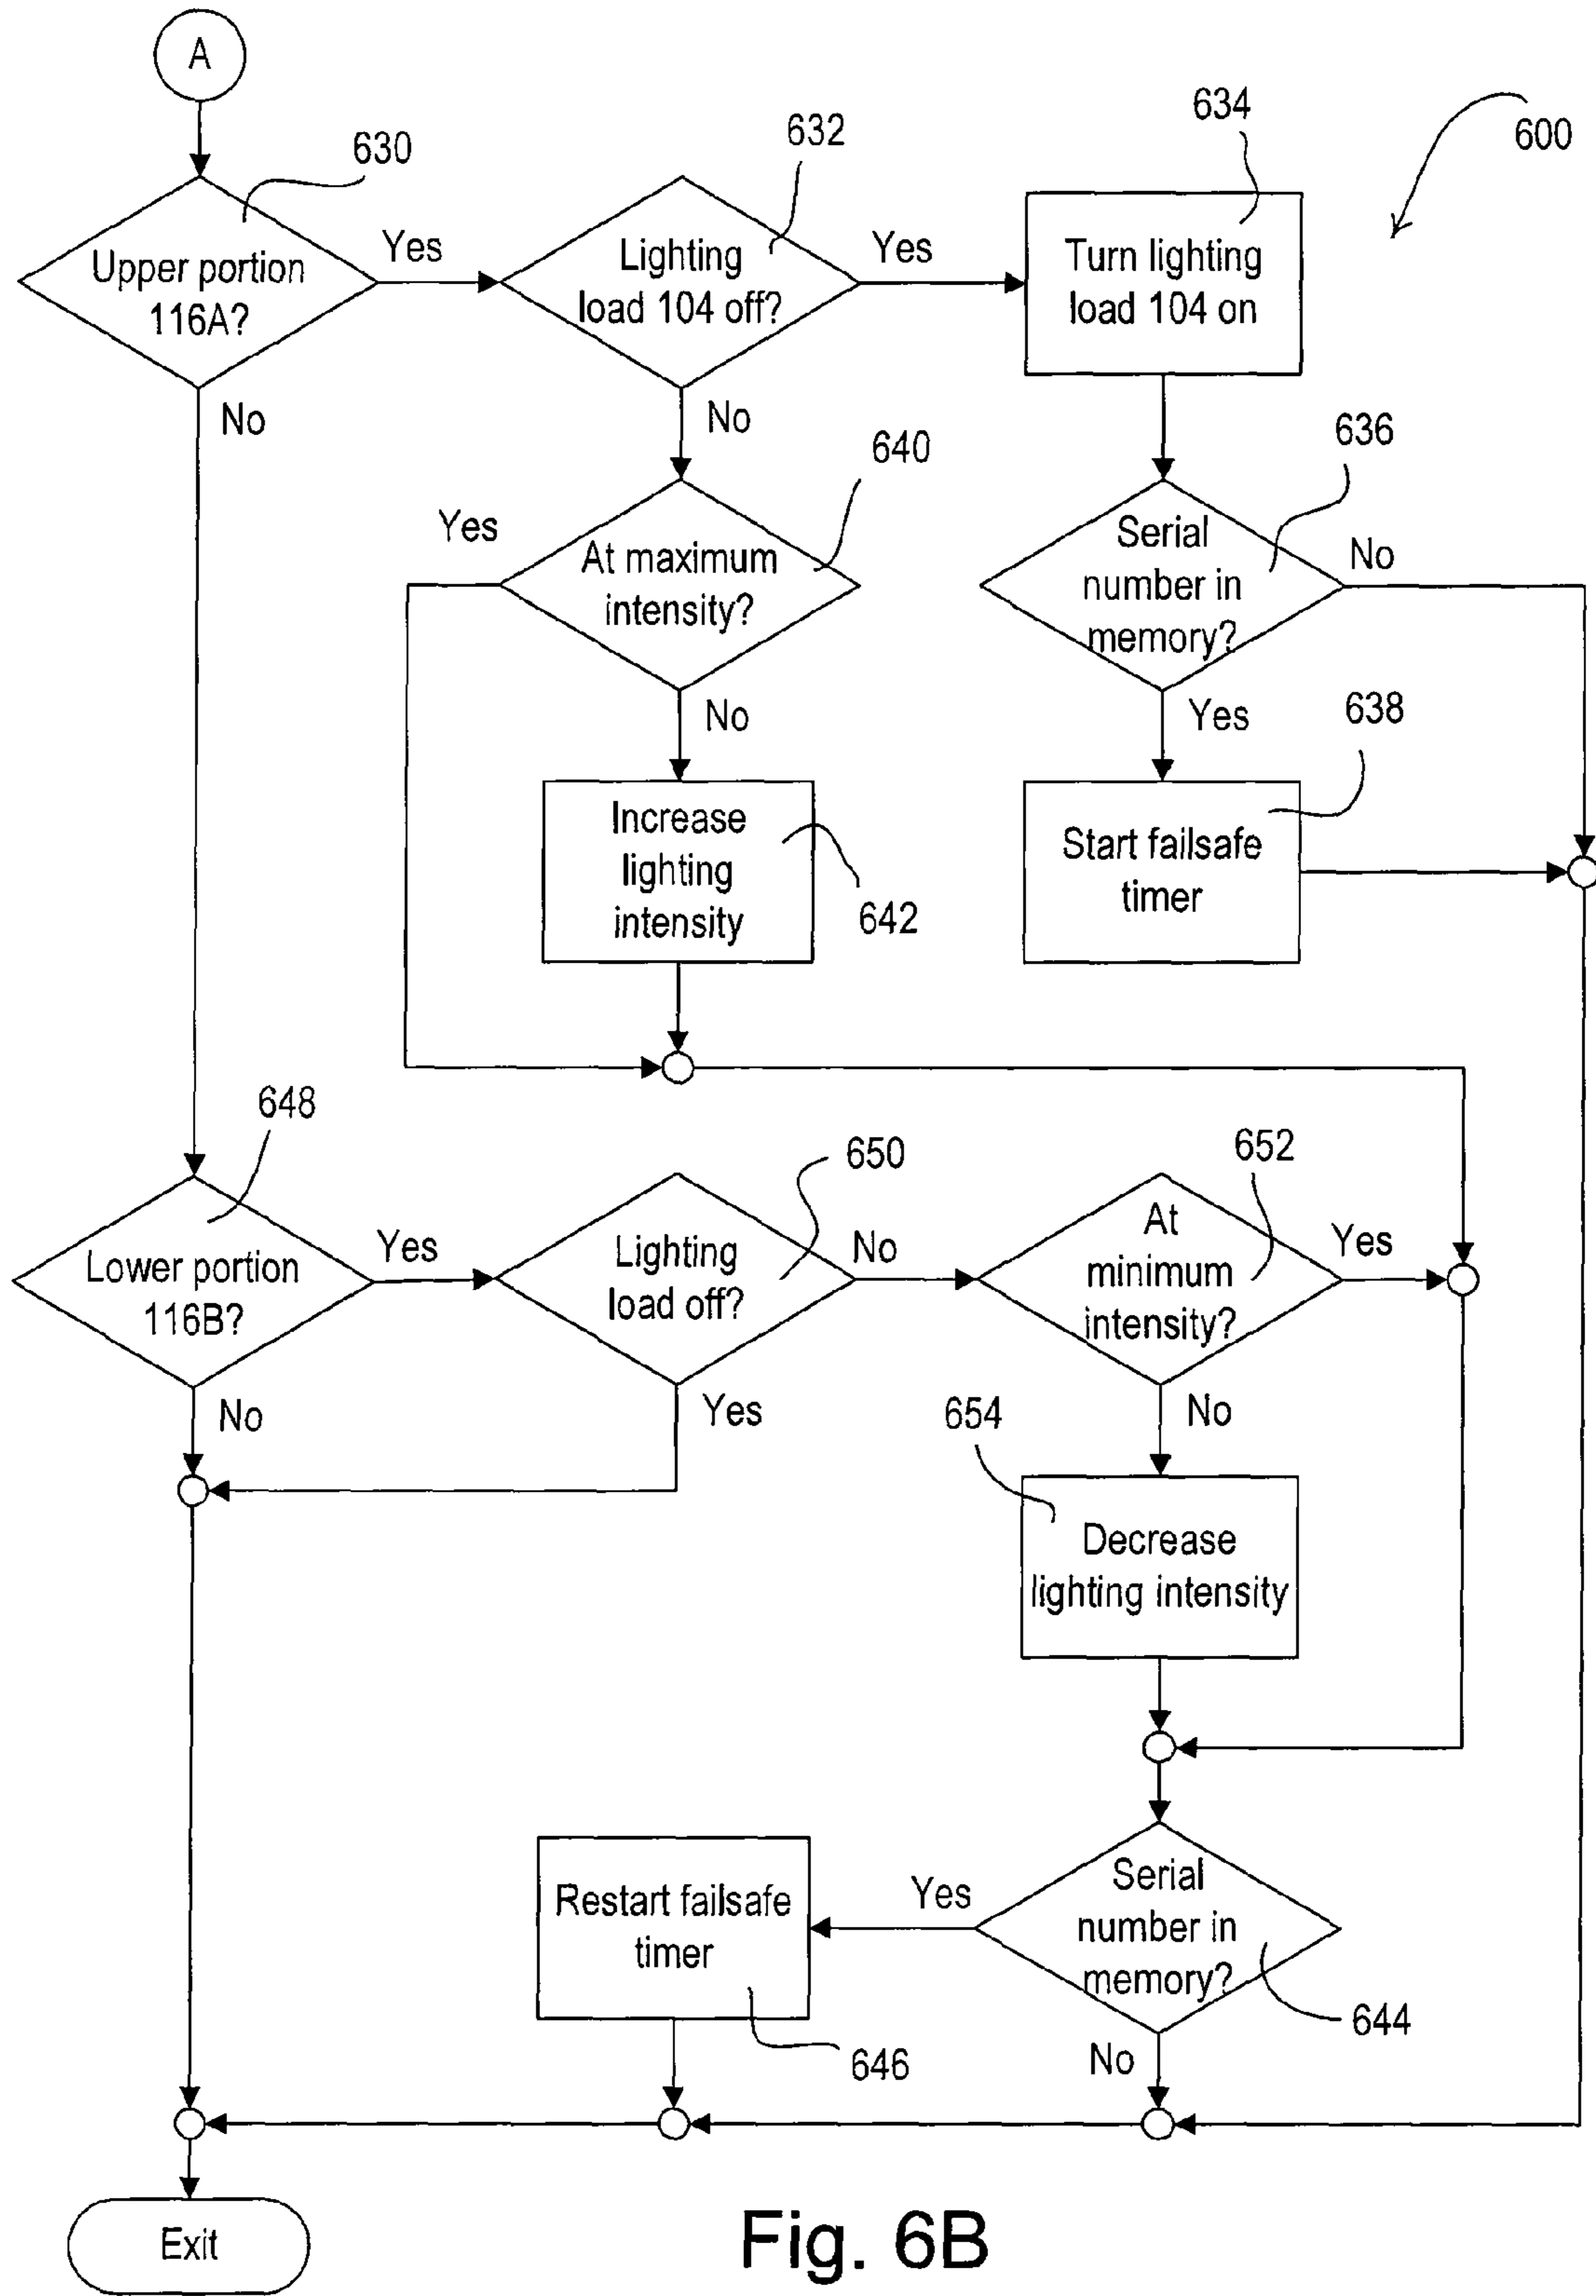 A
630
632
634
600
Upper portion
116A?
Yes
Lighting
load 104 off?
Yes
Turn lighting
load 104 on
No
No
640
636
Yes
At maximum
intensity?
Serial
number in
memory?
No
No
Yes
638
Increase
lighting
intensity
642
Start failsafe
timer
648
650
652
Lower portion
116B?
Yes
Lighting
load off?
No
At
minimum
intensity?
Yes
No
Yes
654
No
Decrease
lighting intensity
Restart failsafe
timer
Yes
Serial
number in
memory?
646
No
644
Exit
Fig. 6B